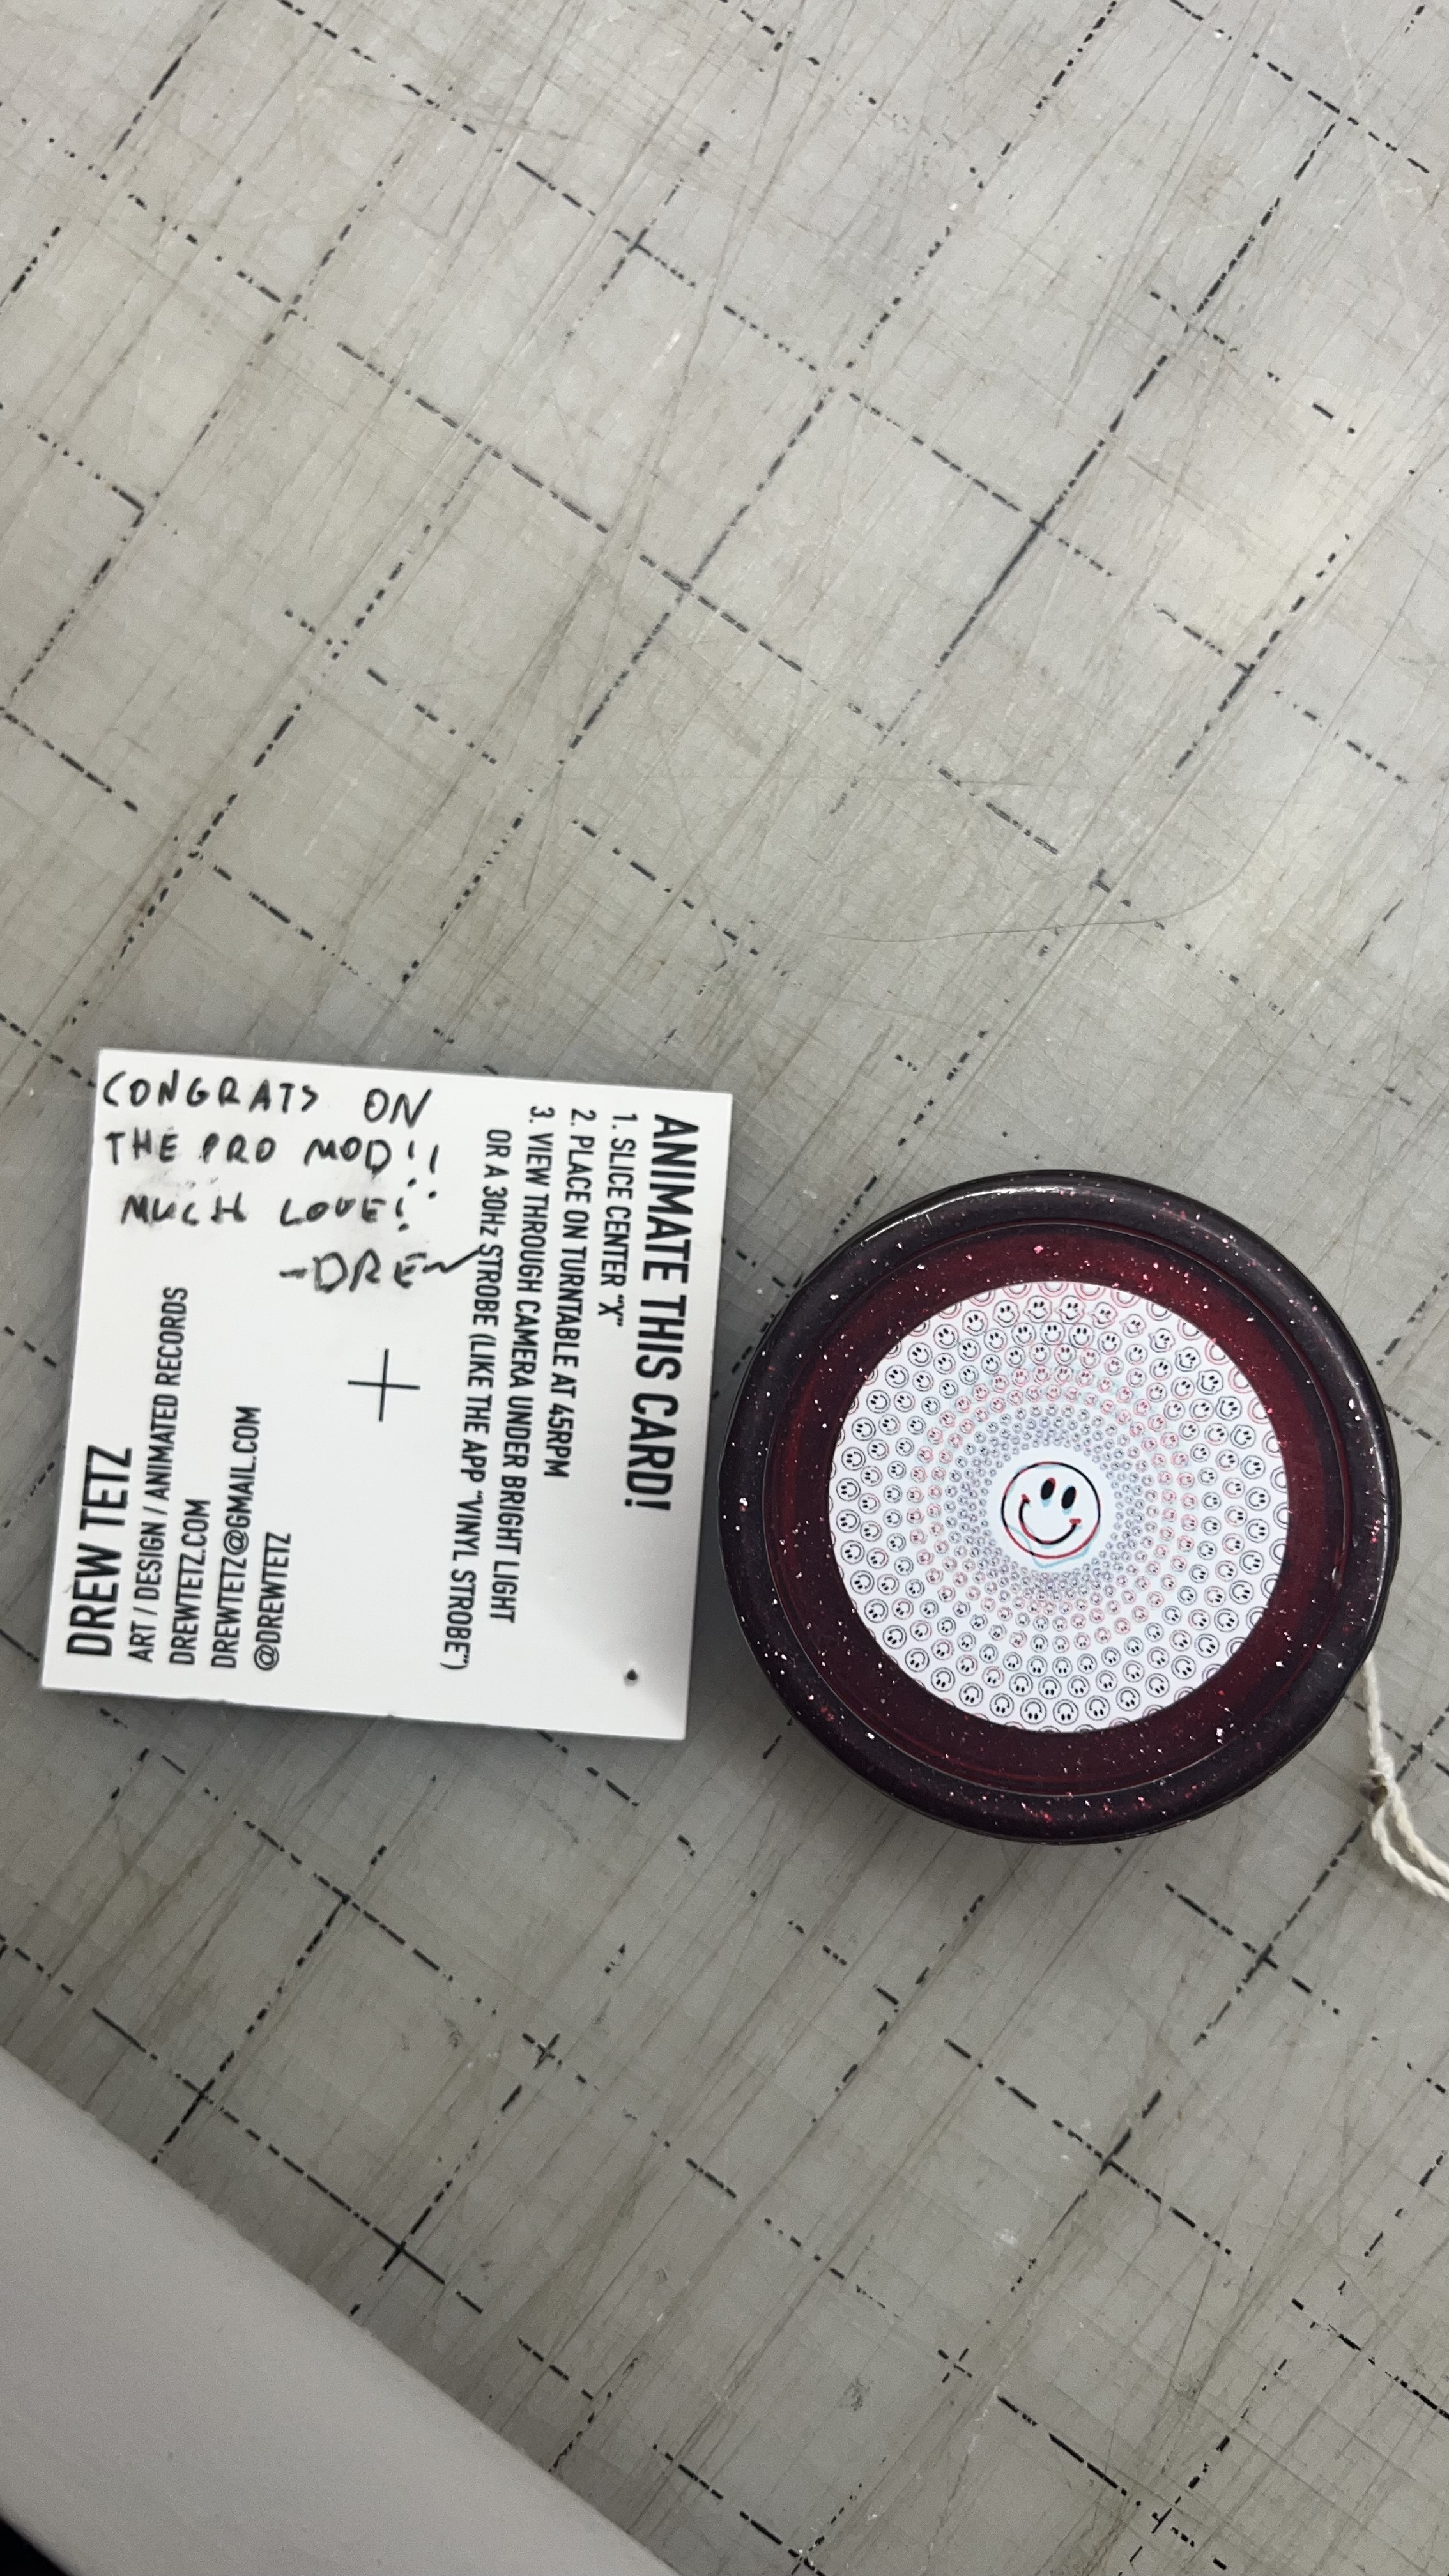 CONGRATS ON
THE PRO MOD!!
MUCH LOVE!!
-DREW
ANIMATE THIS CARD!
1. SLICE CENTER "X"
2. PLACE ON TURNTABLE AT 45RPM
3. VIEW THROUGH CAMERA UNDER BRIGHT LIGHT
OR A 30Hz STROBE (LIKE THE APP "VINYL STROBE")
DREW TETZ
ART / DESIGN / ANIMATED RECORDS
DREWTETZ.COM
DREWTETZ@GMAIL.COM
@DREWTETZ